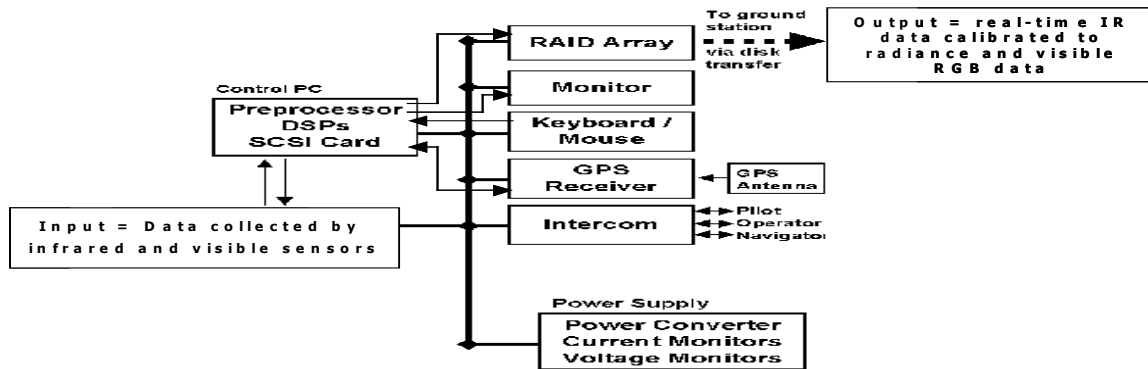 To ground
station
via disk
transfer
RAID Array
Output = real-time IR
data calibrated to
radiance and visible
RGB data
Monitor
Control PC
Preprocessor
DSPs
SCSI Card
Keyboard /
Mouse
GPS
Receiver
GPS
Antenna
Input = Data collected by
infrared and visible sensors
Intercom
Pilot
Operator
Navigator
Power Supply
Power Converter
Current Monitors
Voltage Monitors